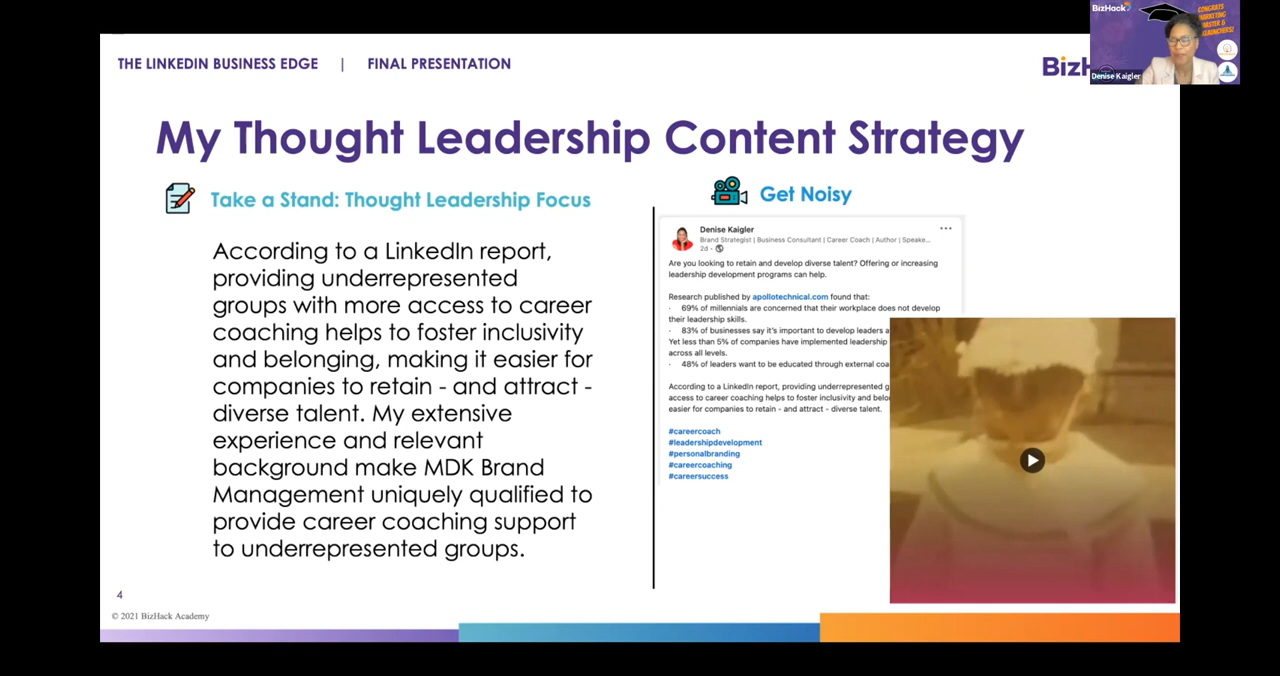 THE LINKEDIN BUSINESS EDGE | FINAL PRESENTATION
BizH
BizHack
CONGRATS
MARKETING
MASTER &
Denise Kaigler
My Thought Leadership Content Strategy
Take a Stand: Thought Leadership Focus
According to a LinkedIn report,
providing underrepresented
groups with more access to career
coaching helps to foster inclusivity
and belonging, making it easier for
companies to retain - and attract -
diverse talent. My extensive
experience and relevant
background make MDK Brand
Management uniquely qualified to
provide career coaching support
to underrepresented groups.
Get Noisy
Denise Kaigler
Brand Strategist | Business Consultant | Career Coach | Author | Speake...
2d •
Are you looking to retain and develop diverse talent? Offering or increasing
leadership development programs can help.
Research published by apollotechnical.com found that:
· 69% of millennials are concerned that their workplace does not develop
their leadership skills.
· 83% of businesses say it's important to develop leaders a
Yet less than 5% of companies have implemented leadership
across all levels.
· 48% of leaders want to be educated through external coa
According to a LinkedIn report, providing underrepresented g
access to career coaching helps to foster inclusivity and belo
easier for companies to retain - and attract - diverse talent.
#careercoach
#leadershipdevelopment
#personalbranding
#careercoaching
#careersuccess
4
© 2021 BizHack Academy